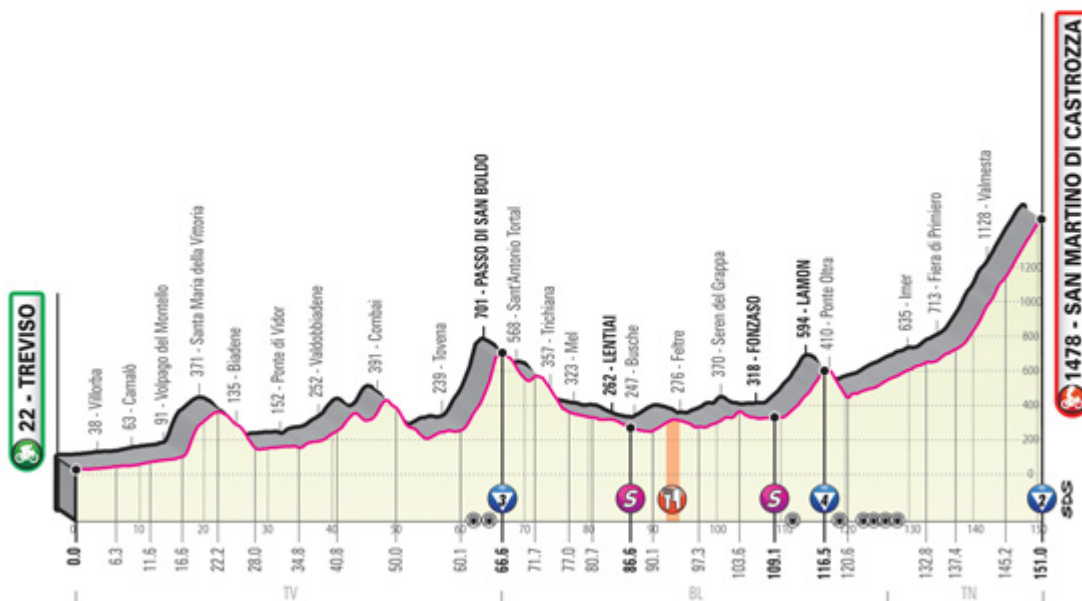 22 - TREVISO
38 - Villorba
63 - Camalò
91 - Volpago del Montello
371 - Santa Maria della Vittoria
135 - Biadene
152 - Ponte di Vidor
252 - Valdobbiadene
391 - Combai
239 - Tovena
701 - PASSO DI SAN BOLDO
568 - Sant'Antonio Tortal
357 - Trichiana
323 - Mel
262 - LENTIAI
247 - Busche
276 - Feltre
370 - Seren del Grappa
318 - FONZASO
594 - LAMON
410 - Ponte Oltra
635 - Imer
713 - Fiera di Primiero
1128 - Valmesta
1478 - SAN MARTINO DI CASTROZZA
1200
1000
800
600
400
200
0
3
S
S
4
2
SDS
0 10 20 30 40 50 60 70 80 90 100 110 120 130 140 150
0.0 6.3 11.6 16.6 22.2 28.0 34.8 40.8 50.0 60.1 66.6 71.7 77.0 80.7 86.6 90.1 97.3 103.6 109.1 116.5 120.6 132.8 137.4 145.2 151.0
TV BL TN